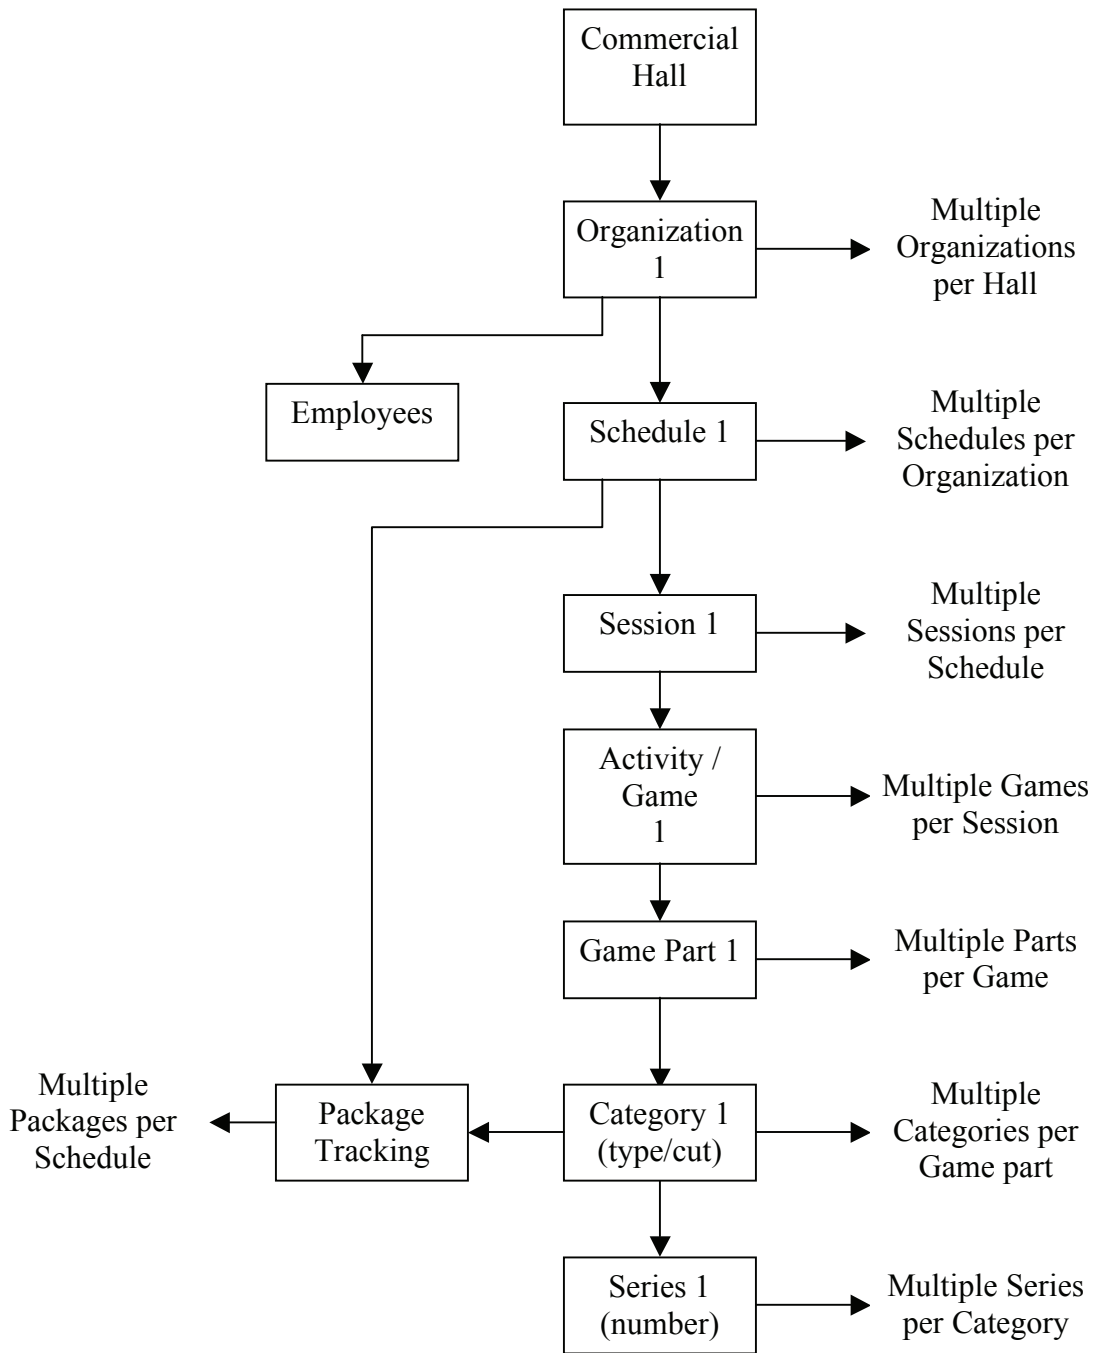 Commercial
Hall
Organization
1
Multiple
Organizations
per Hall
Employees
Schedule 1
Multiple
Schedules per
Organization
Session 1
Multiple
Sessions per
Schedule
Activity /
Game
1
Multiple Games
per Session
Game Part 1
Multiple Parts
per Game
Multiple
Packages per
Schedule
Package
Tracking
Category 1
(type/cut)
Multiple
Categories per
Game part
Series 1
(number)
Multiple Series
per Category